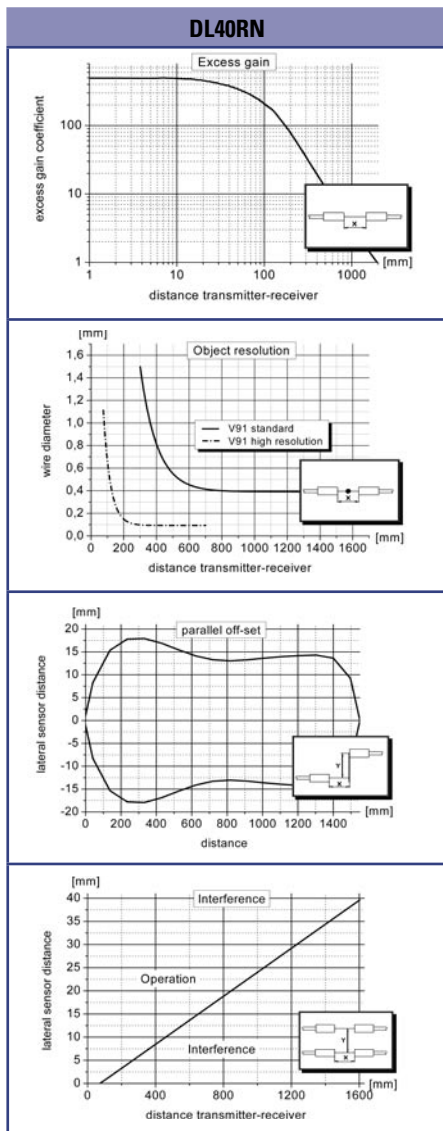 DL40RN
Excess gain
excess gain coefficient
100
10
1
1 10 100 1000 [mm]
X
distance transmitter-receiver
[mm]
Object resolution
wire diameter
1,6
1,4
1,2
1,0
0,8
0,6
0,4
0,2
0,0
V91 standard
V91 high resolution
X
0 200 400 600 800 1000 1200 1400 1600 [mm]
distance transmitter-receiver
[mm]
parallel off-set
lateral sensor distance
20
15
10
5
0
-5
-10
-15
-20
Y
X
0 200 400 600 800 1000 1200 1400 [mm]
distance
[mm]
Interference
lateral sensor distance
40
35
30
25
20
15
10
5
0
Operation
Interference
Y
X
0 400 800 1200 1600 [mm]
distance transmitter-receiver